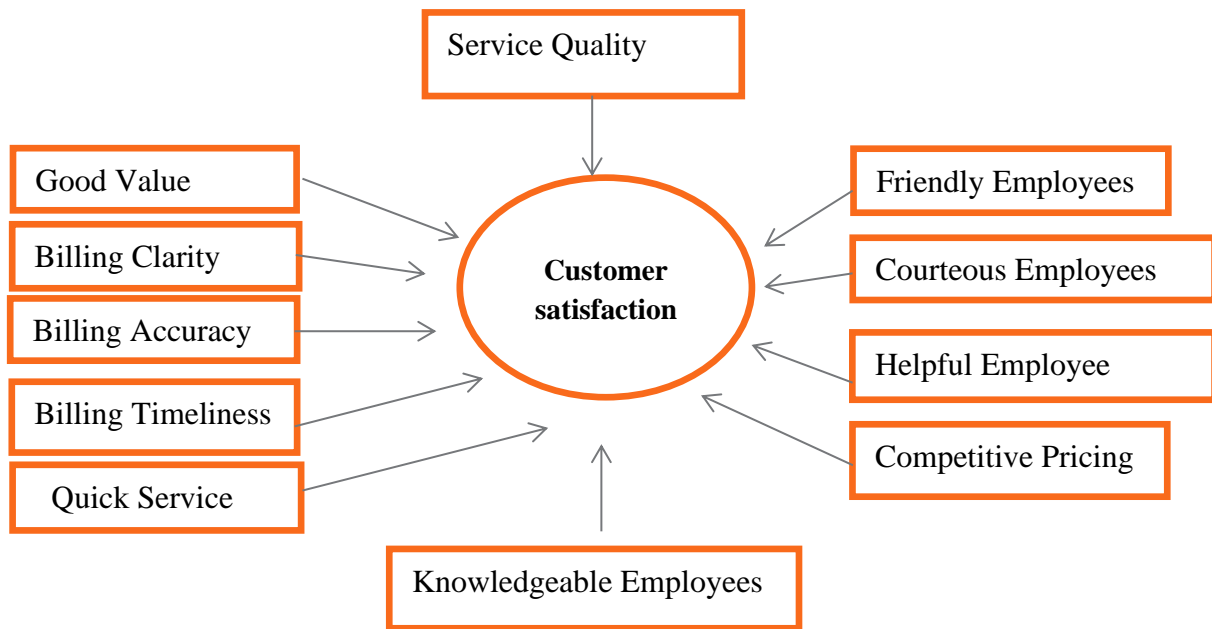 Service Quality
Good Value
Billing Clarity
Billing Accuracy
Billing Timeliness
Quick Service
Customer
satisfaction
Friendly Employees
Courteous Employees
Helpful Employee
Competitive Pricing
Knowledgeable Employees